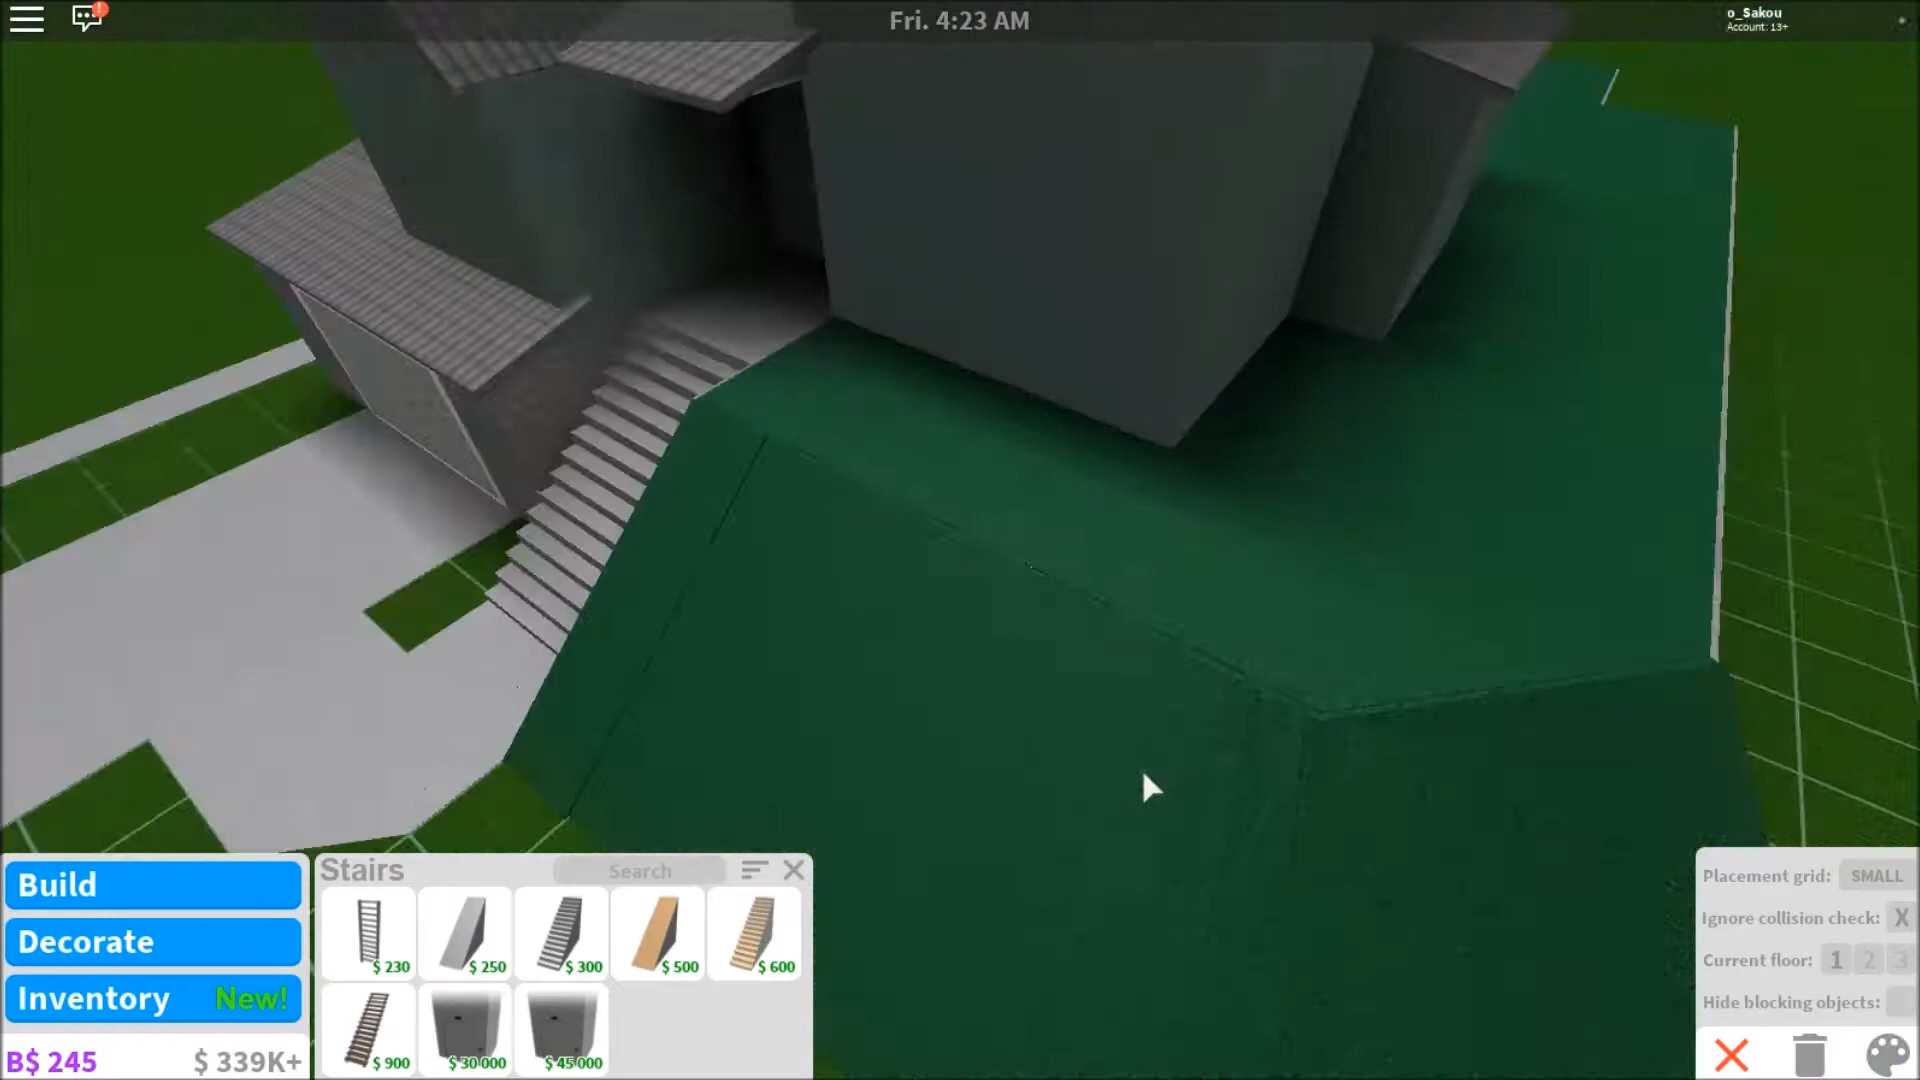 Fri. 4:23 AM
o_Sakou
Account: 13+
Build
Decorate
Inventory New!
B$ 245 $ 339K+
Stairs
Search
$ 230
$ 250
$ 300
$ 500
$ 600
$ 900
$ 30 000
$ 45 000
Placement grid: SMALL
Ignore collision check: X
Current floor: 1 2 3
Hide blocking objects: